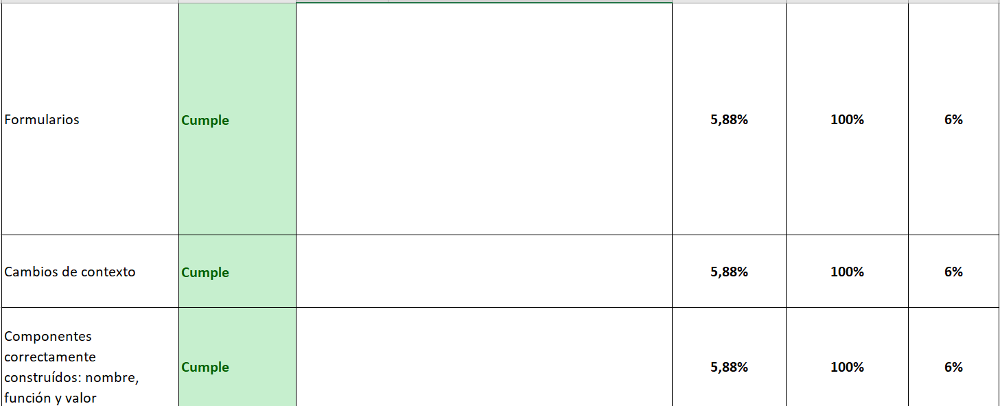 Formularios Cumple 5,88% 100% 6%
Cambios de contexto Cumple 5,88% 100% 6%
Componentes
correctamente
construídos: nombre,
función y valor
Cumple 5,88% 100% 6%